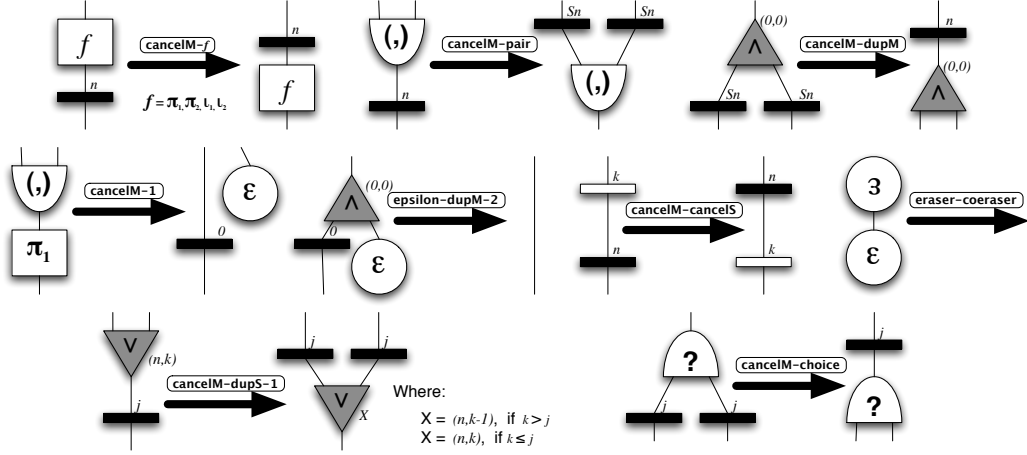 f
n
cancelM-f
f = π₁, π₂, ι₁, ι₂
n
f
(,)
n
cancelM-pair
Sn Sn
(,)
(0,0)
∧
Sn Sn
cancelM-dupM
n
(0,0)
∧
(,)
π₁
cancelM-1
0
ε
(0,0)
∧
0
ε
epsilon-dupM-2
k
n
cancelM-cancelS
n
k
3
ε
eraser-coeraser
∨
(n,k)
j
cancelM-dupS-1
j j
∨
X
Where:
X = (n,k-1), if k > j
X = (n,k), if k ≤ j
?
j j
cancelM-choice
j
?